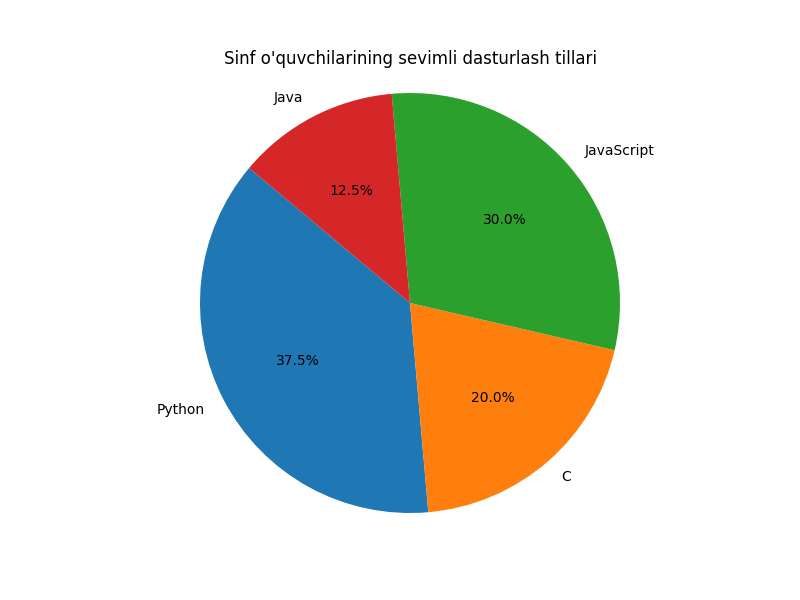 Sinf o'quvchilarining sevimli dasturlash tillari
Java
JavaScript
12.5%
30.0%
37.5%
20.0%
Python
C